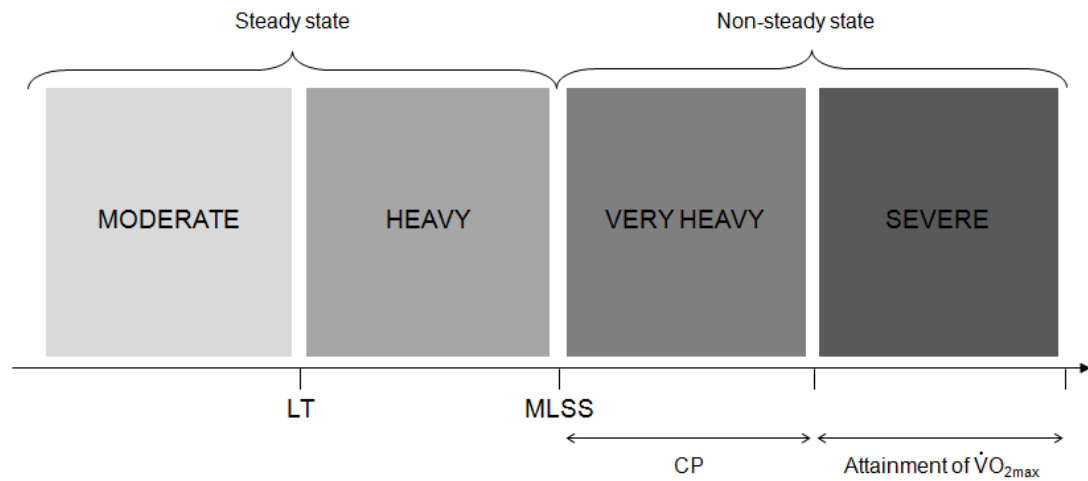 Steady state
Non-steady state
MODERATE
HEAVY
VERY HEAVY
SEVERE
LT
MLSS
CP
Attainment of V̇O₂max